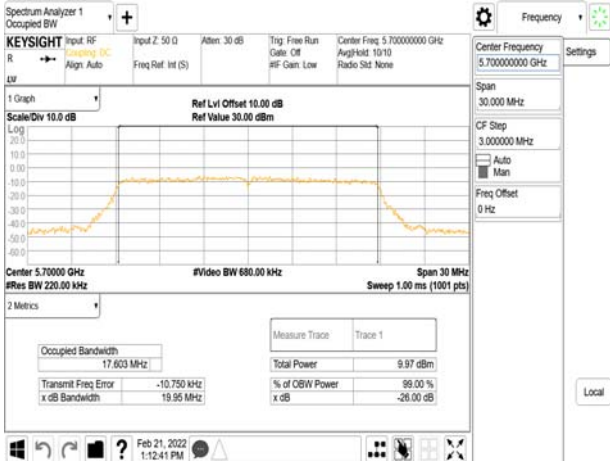 Spectrum Analyzer 1
Occupied BW
Frequency
KEYSIGHT Input: RF Input Z: 50 Ω Atten: 30 dB Trig: Free Run Center Freq: 5.700000000 GHz
R Coupling: DC Gate: Off Avg|Hold: 10/10
Align: Auto Freq Ref: Int (S) #IF Gain: Low Radio Std: None
Center Frequency
5.700000000 GHz
Settings
Span
30.000 MHz
CF Step
3.000000 MHz
Auto
Man
Freq Offset
0 Hz
1 Graph
Ref Lvl Offset 10.00 dB
Scale/Div 10.0 dB Ref Value 30.00 dBm
Log
20.0
10.0
0.00
-10.0
-20.0
-30.0
-40.0
-50.0
-60.0
Center 5.70000 GHz #Video BW 680.00 kHz Span 30 MHz
#Res BW 220.00 kHz Sweep 1.00 ms (1001 pts)
2 Metrics
Measure Trace Trace 1
Occupied Bandwidth
17.603 MHz Total Power 9.97 dBm
Transmit Freq Error -10.750 kHz % of OBW Power 99.00 %
x dB Bandwidth 19.95 MHz x dB -26.00 dB
Local
? Feb 21, 2022
1:12:41 PM